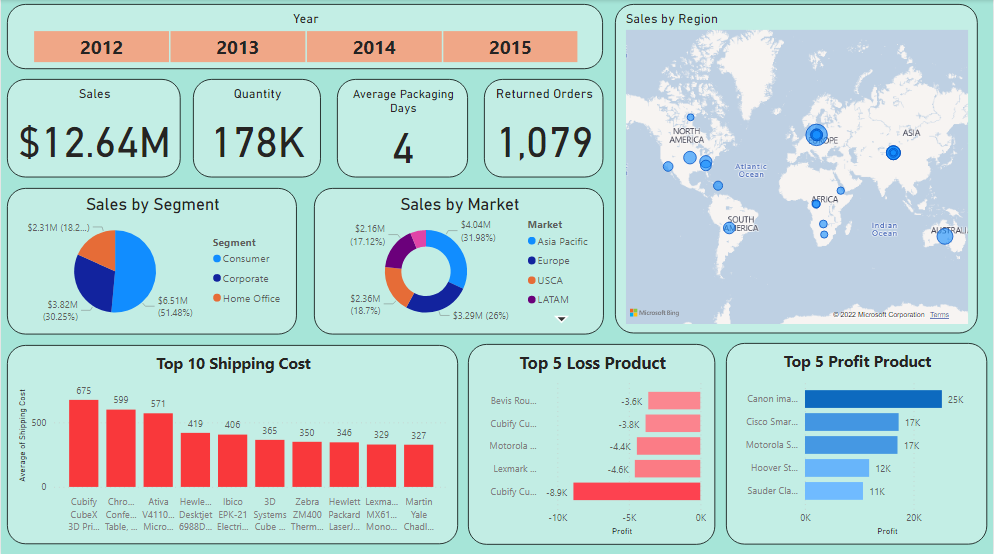 Year
2012 2013 2014 2015
Sales
$12.64M
Quantity
178K
Average Packaging
Days
4
Returned Orders
1,079
Sales by Region
NORTH
AMERICA
ASIA
Atlantic
Ocean
AFRICA
SOUTH
AMERICA
Indian
Ocean
Microsoft Bing
© 2022 Microsoft Corporation Terms
Sales by Segment
$2.31M (18.2...)
$3.82M
(30.25%)
$6.51M
(51.48%)
Segment
Consumer
Corporate
Home Office
Sales by Market
$2.16M
(17.12%)
$4.04M
(31.98%)
$2.36M
(18.7%)
$3.29M (26%)
Market
Asia Pacific
Europe
USCA
LATAM
Top 10 Shipping Cost
Average of Shipping Cost
500
0
675 599 571 419 406 365 350 346 329 327
Cubify Chro... Ativa Hewle... Ibico 3D Zebra Hewlett Lexma... Martin
CubeX Confe... V4110... Deskjet EPK-21 Systems ZM400 Packard MX61... Yale
3D Pri... Table, ... Micro... 6988D... Electri... Cube ... Therm... LaserJ... Mono... Chadl...
Top 5 Loss Product
Bevis Rou... -3.6K
Cubify Cu... -3.8K
Motorola ... -4.4K
Lexmark ... -4.6K
Cubify Cu... -8.9K
-10K -5K 0K
Profit
Top 5 Profit Product
Canon ima... 25K
Cisco Smar... 17K
Motorola S... 17K
Hoover St... 12K
Sauder Cla... 11K
0K 20K
Profit